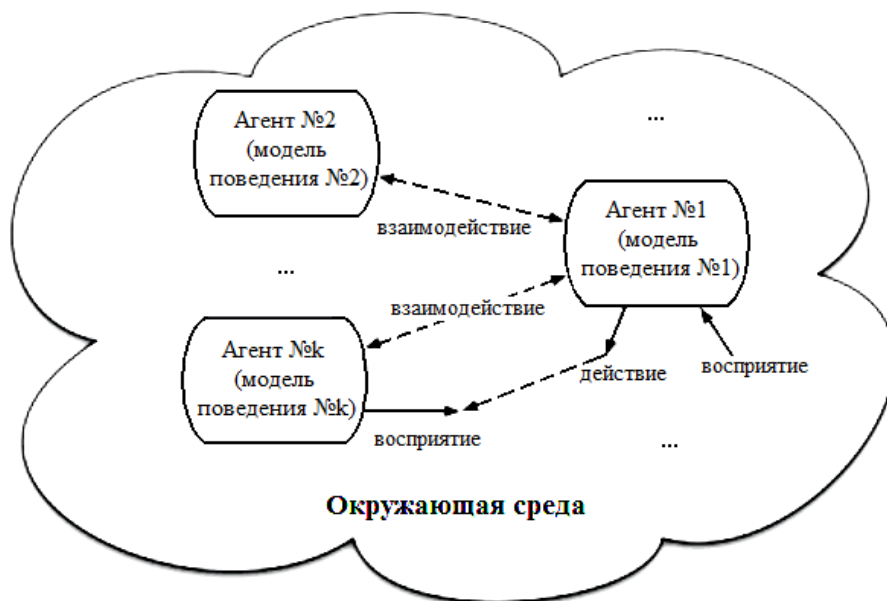 Агент №2
(модель
поведения №2)
...
взаимодействие
Агент №1
(модель
поведения №1)
...
взаимодействие
Агент №k
(модель
поведения №k)
действие
восприятие
восприятие
...
Окружающая среда